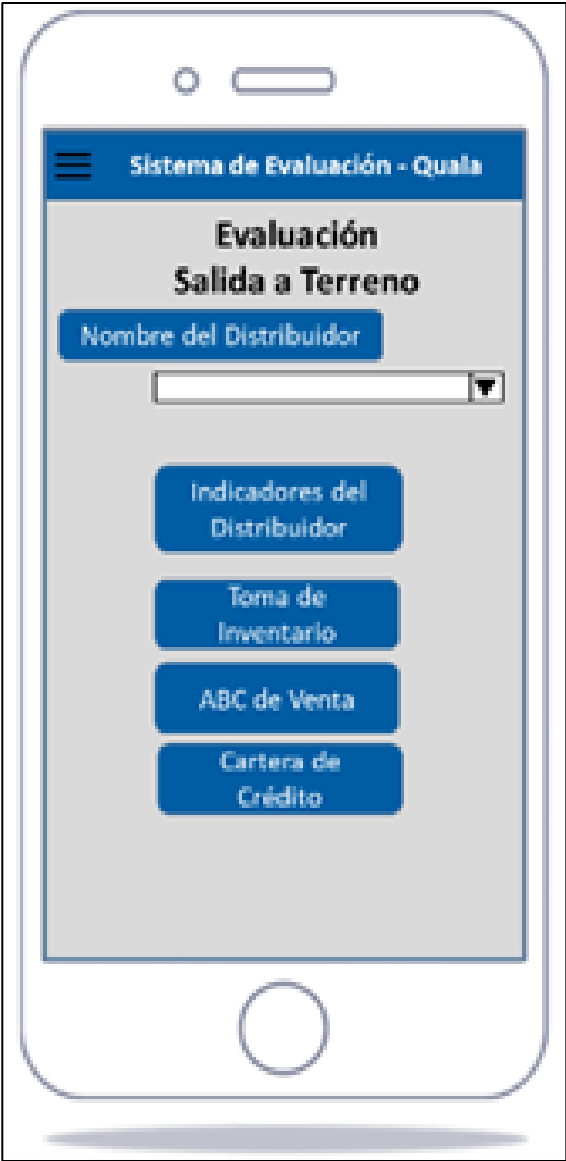 Sistema de Evaluación - Quala
Evaluación
Salida a Terreno
Nombre del Distribuidor
Indicadores del
Distribuidor
Toma de
Inventario
ABC de Venta
Cartera de
Crédito